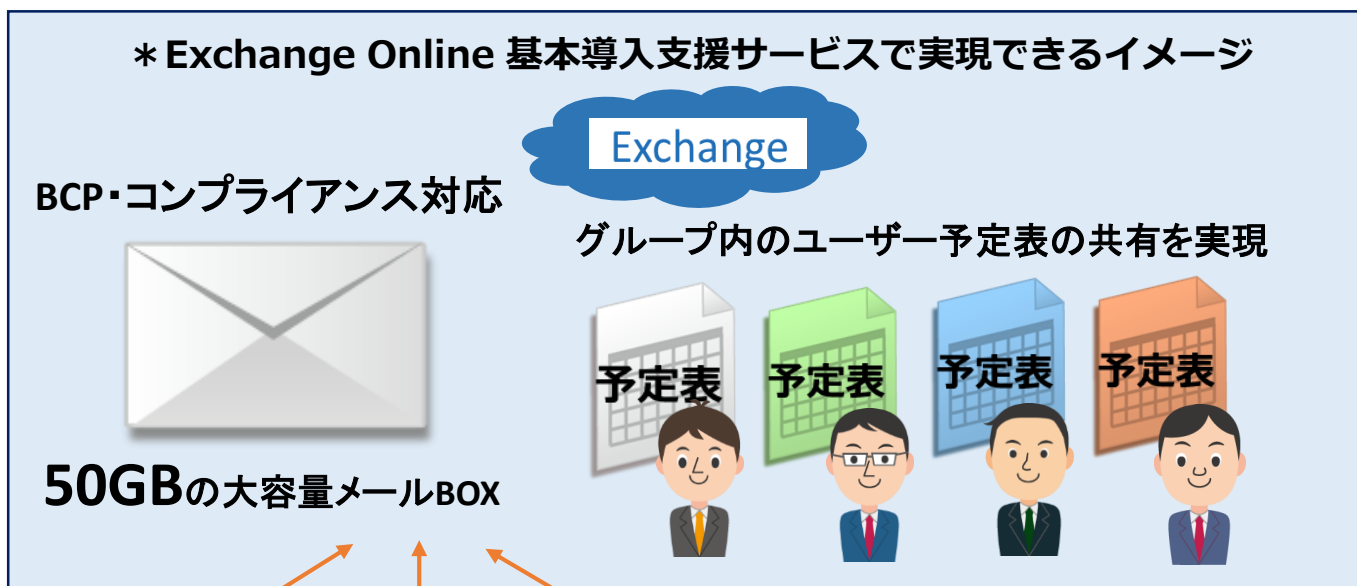 ＊Exchange Online 基本導入支援サービスで実現できるイメージ
Exchange
BCP・コンプライアンス対応
グループ内のユーザー予定表の共有を実現
予定表 予定表 予定表 予定表
50GBの大容量メールBOX